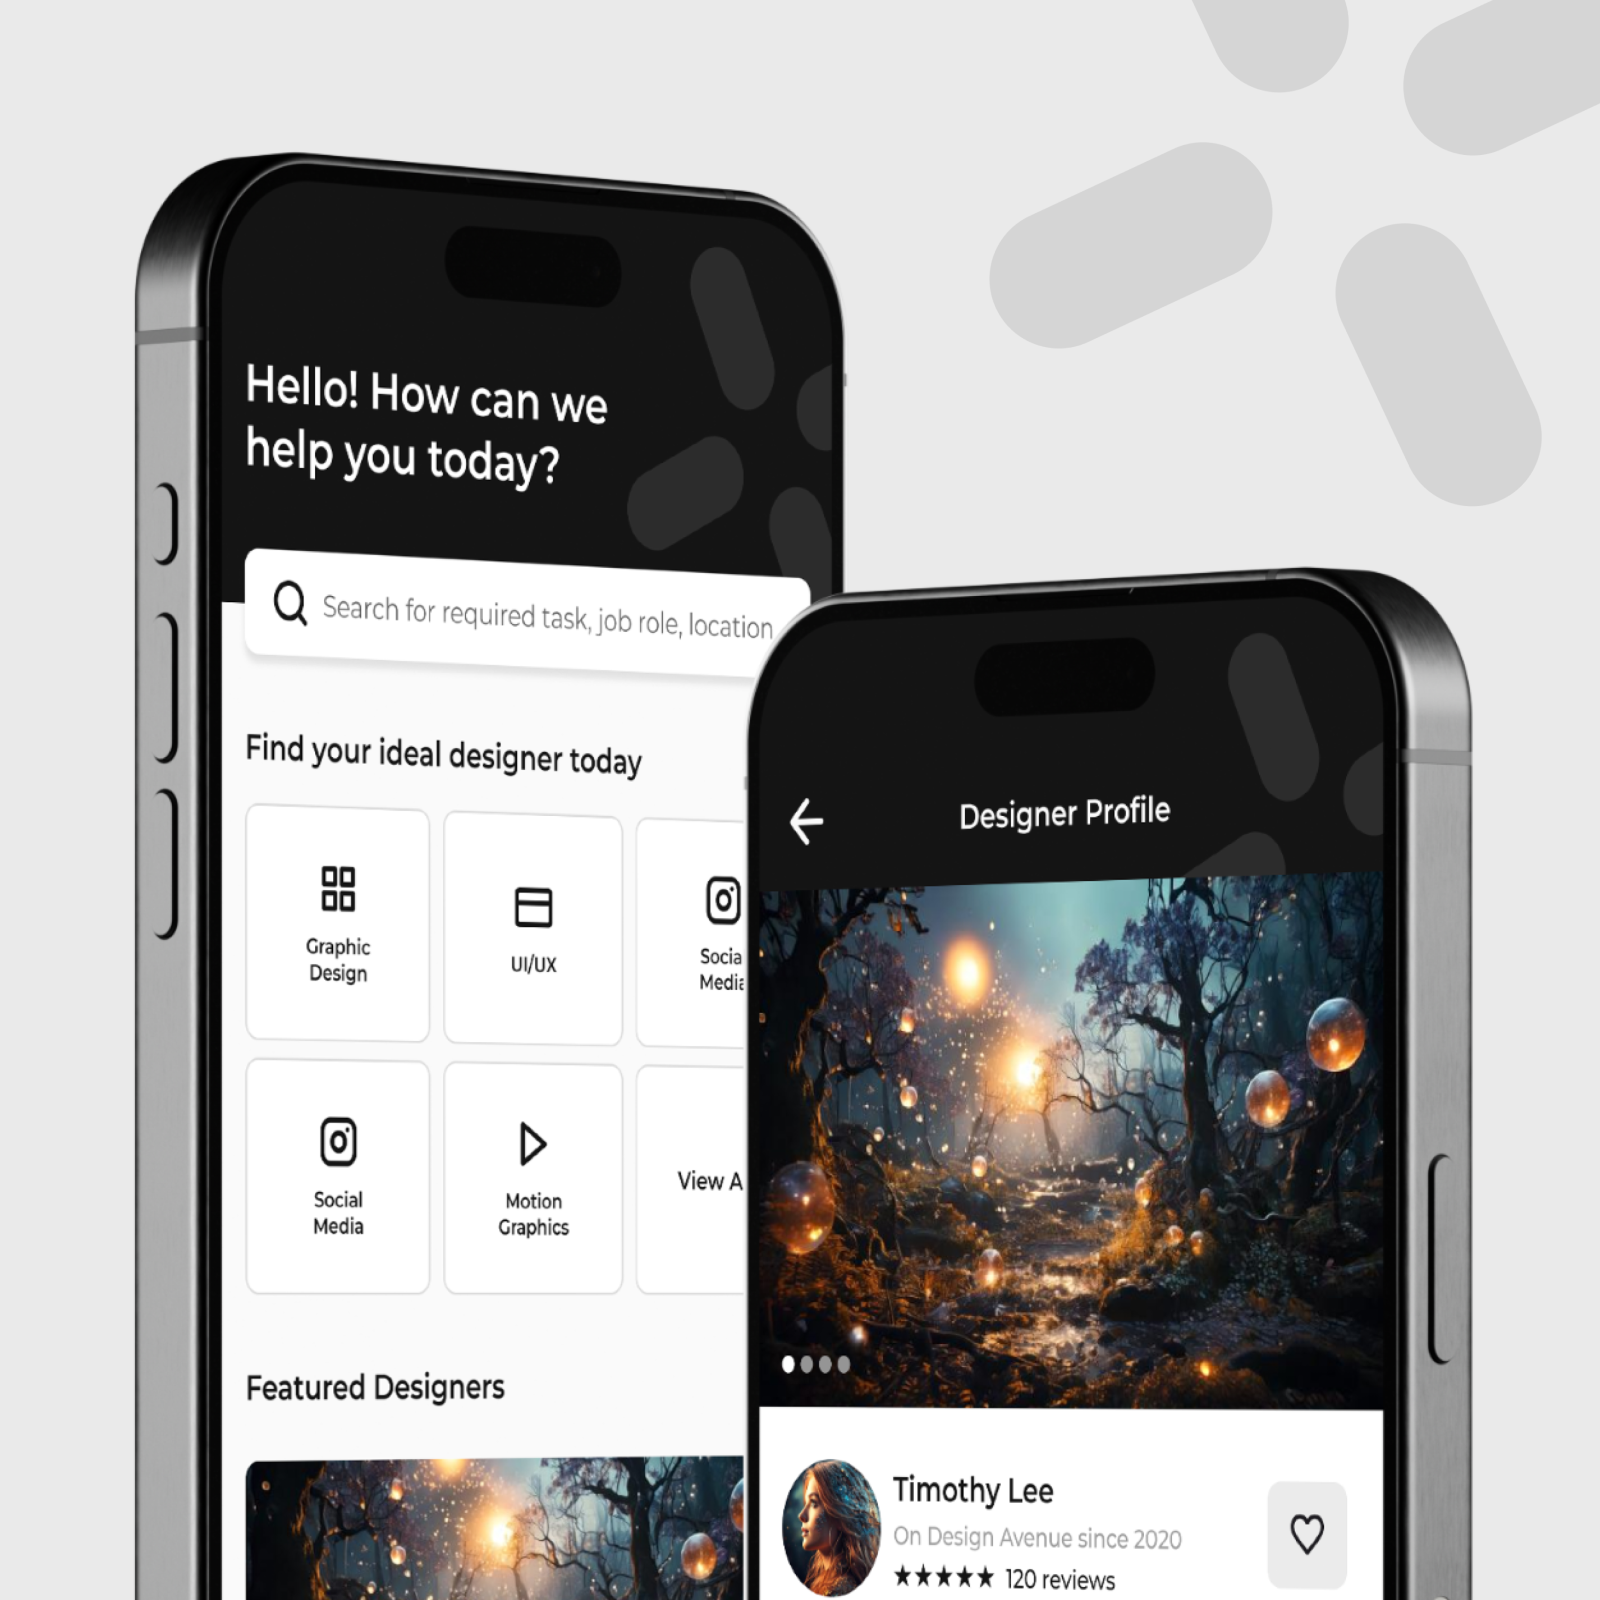 Hello! How can we
help you today?
Search for required task, job role, location
Find your ideal designer today
Graphic
Design
UI/UX
Socia
Media
Social
Media
Motion
Graphics
View A
Featured Designers
Designer Profile
Timothy Lee
On Design Avenue since 2020
★★★★★ 120 reviews